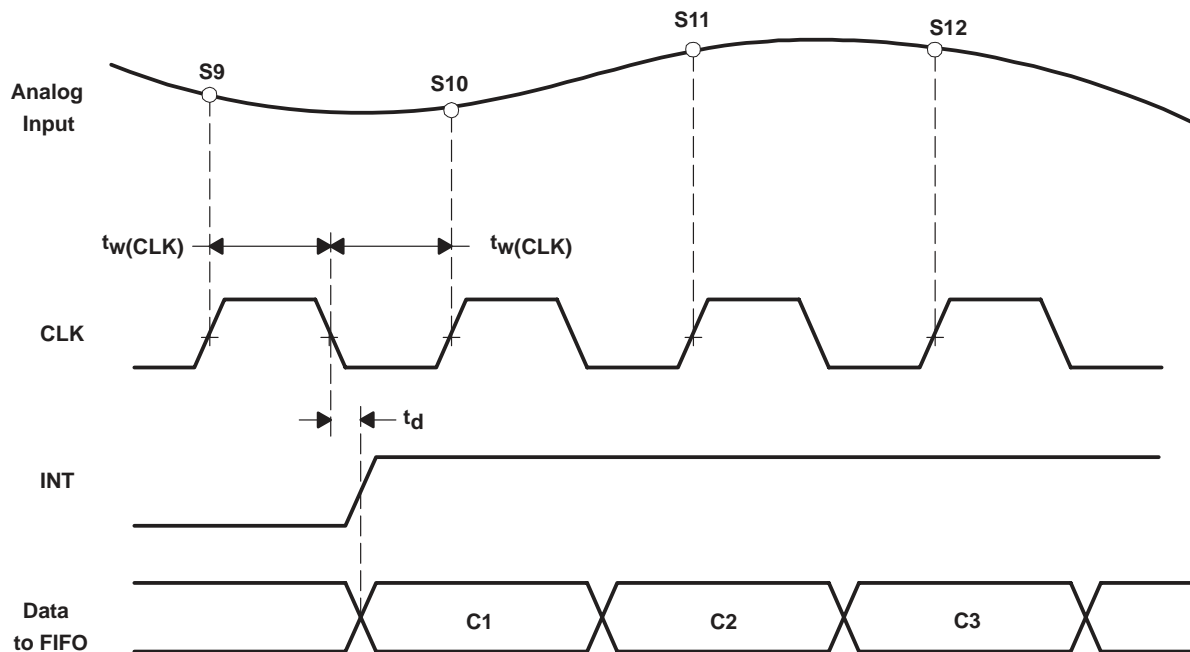 S11
S12
S9
S10
Analog
Input
tw(CLK)
tw(CLK)
CLK
td
INT
Data
to FIFO
C1
C2
C3